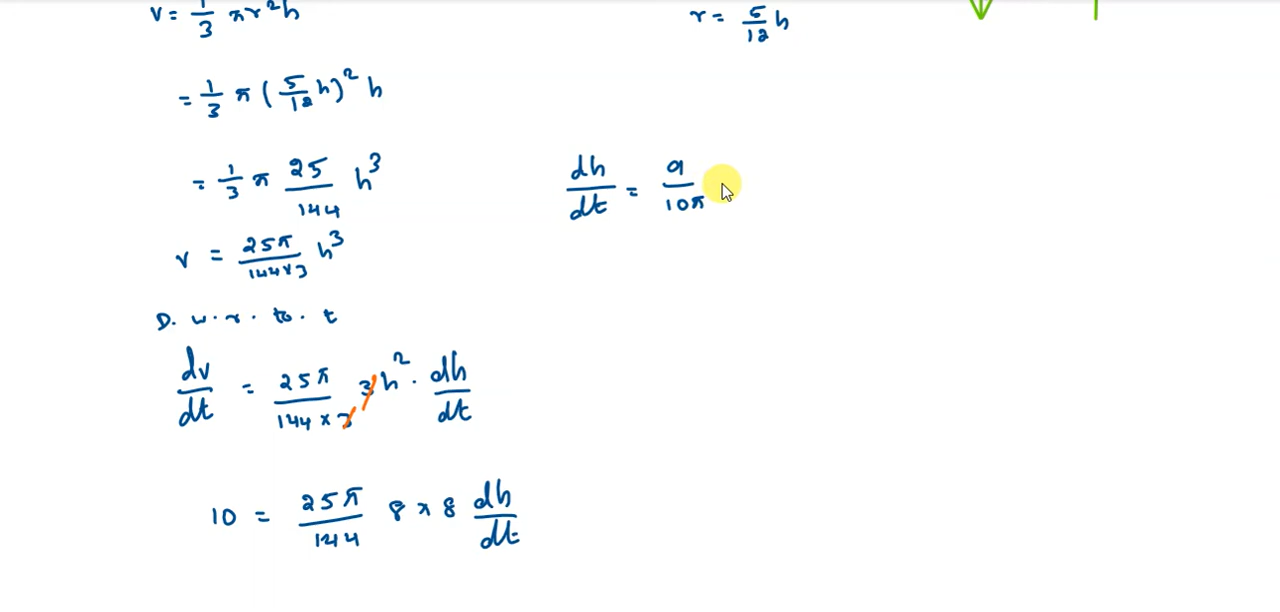 V = 1/3 πr²h
r = 5/12 h
= 1/3 π (5/12 h)² h
= 1/3 π 25/144 h³
dh/dt = 9/10π
V = 25π/144×3 h³
D. w.r.to.t
dv/dt = 25π/144×3 3h² · dh/dt
10 = 25π/144 8×8 dh/dt